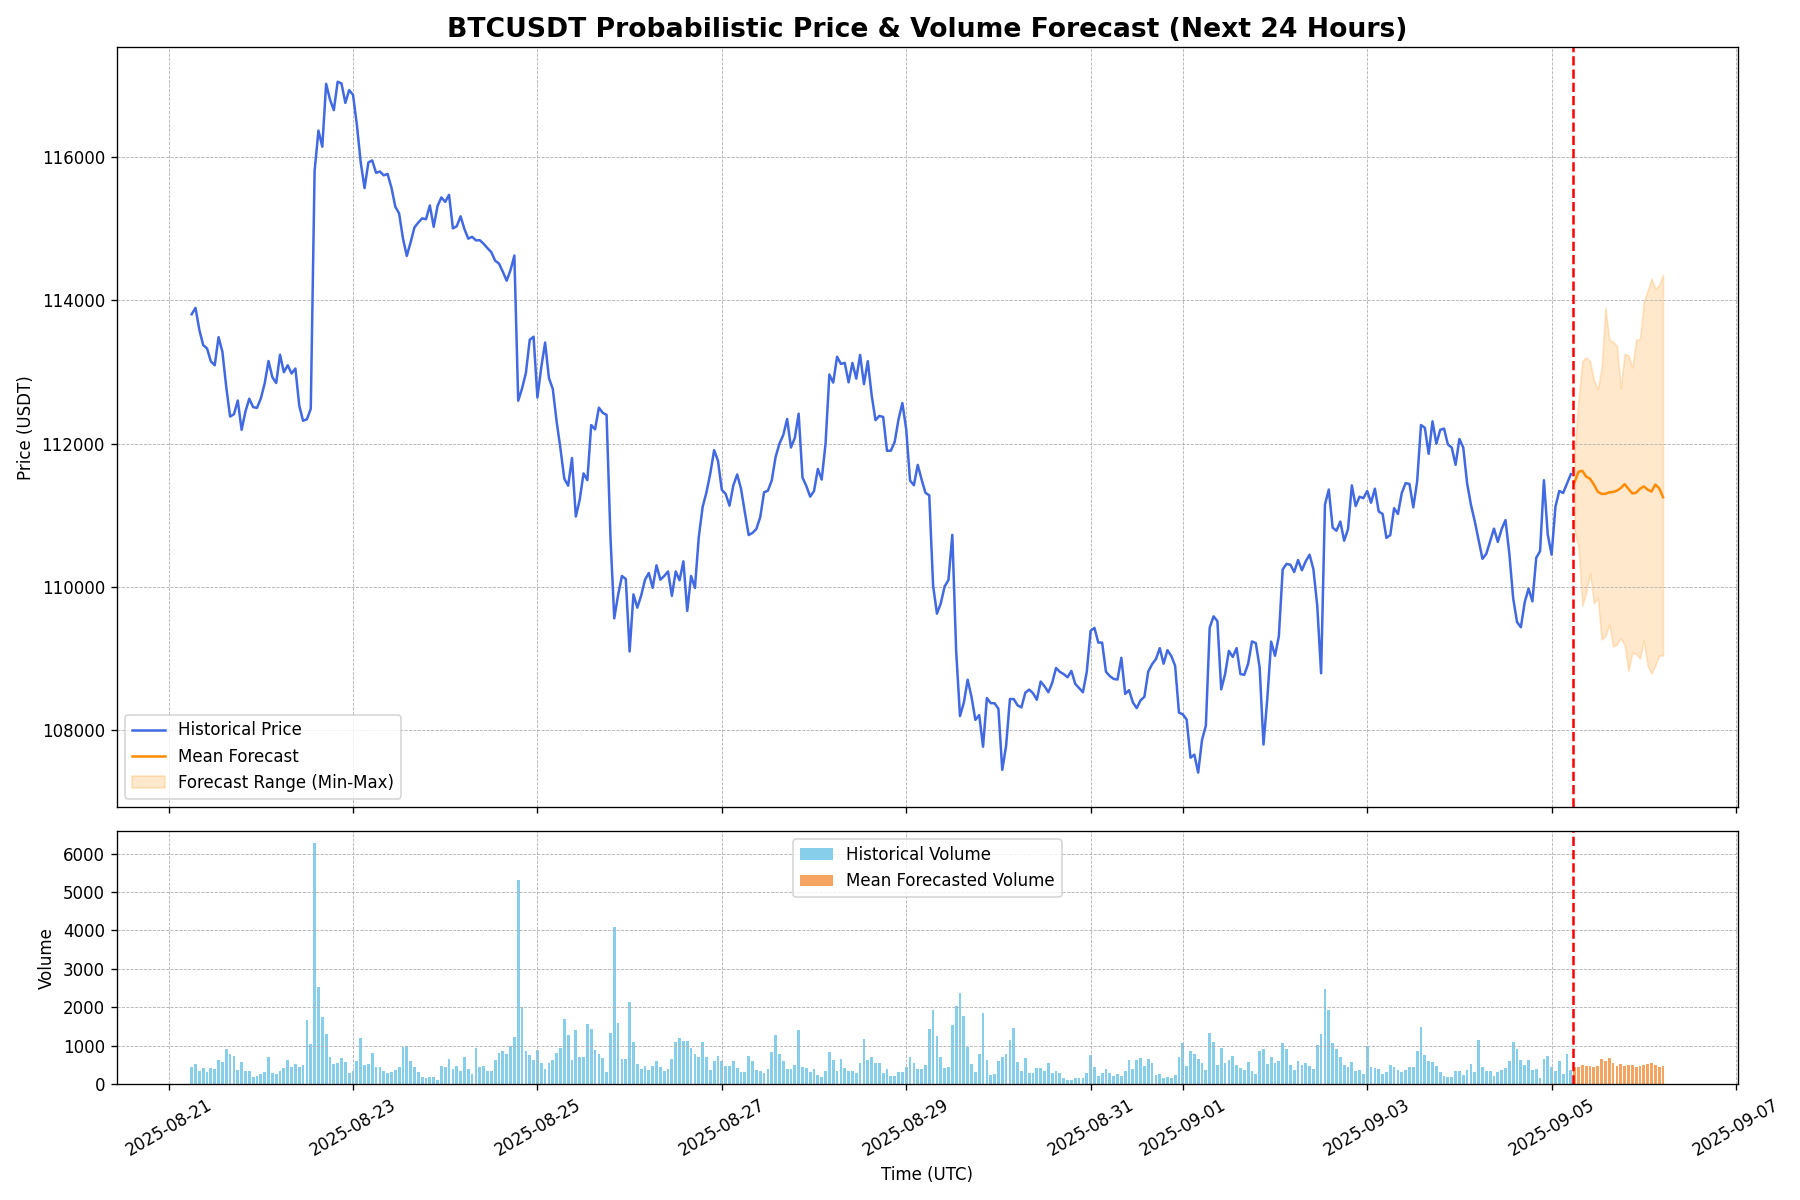 BTCUSDT Probabilistic Price & Volume Forecast (Next 24 Hours)
Price (USDT)
116000
114000
112000
110000
108000
Historical Price
Mean Forecast
Forecast Range (Min-Max)
Volume
6000
5000
4000
3000
2000
1000
0
Historical Volume
Mean Forecasted Volume
2025-08-21
2025-08-23
2025-08-25
2025-08-27
2025-08-29
2025-08-31
2025-09-01
2025-09-03
2025-09-05
2025-09-07
Time (UTC)